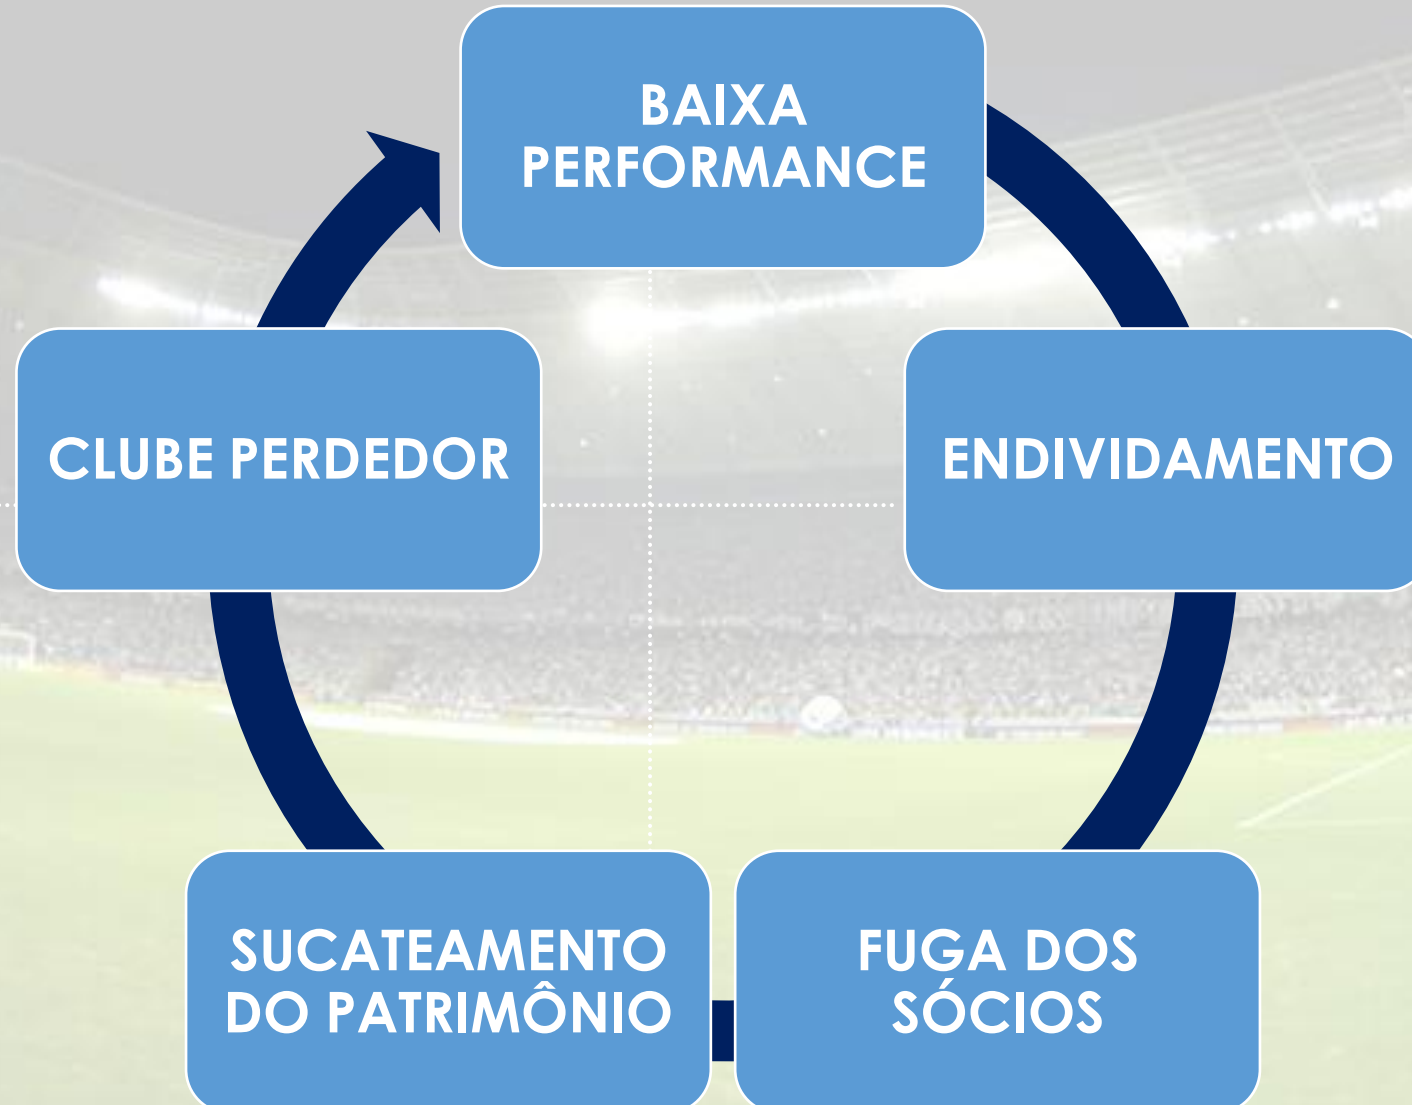 BAIXA
PERFORMANCE
CLUBE PERDEDOR
ENDIVIDAMENTO
SUCATEAMENTO
DO PATRIMÔNIO
FUGA DOS
SÓCIOS